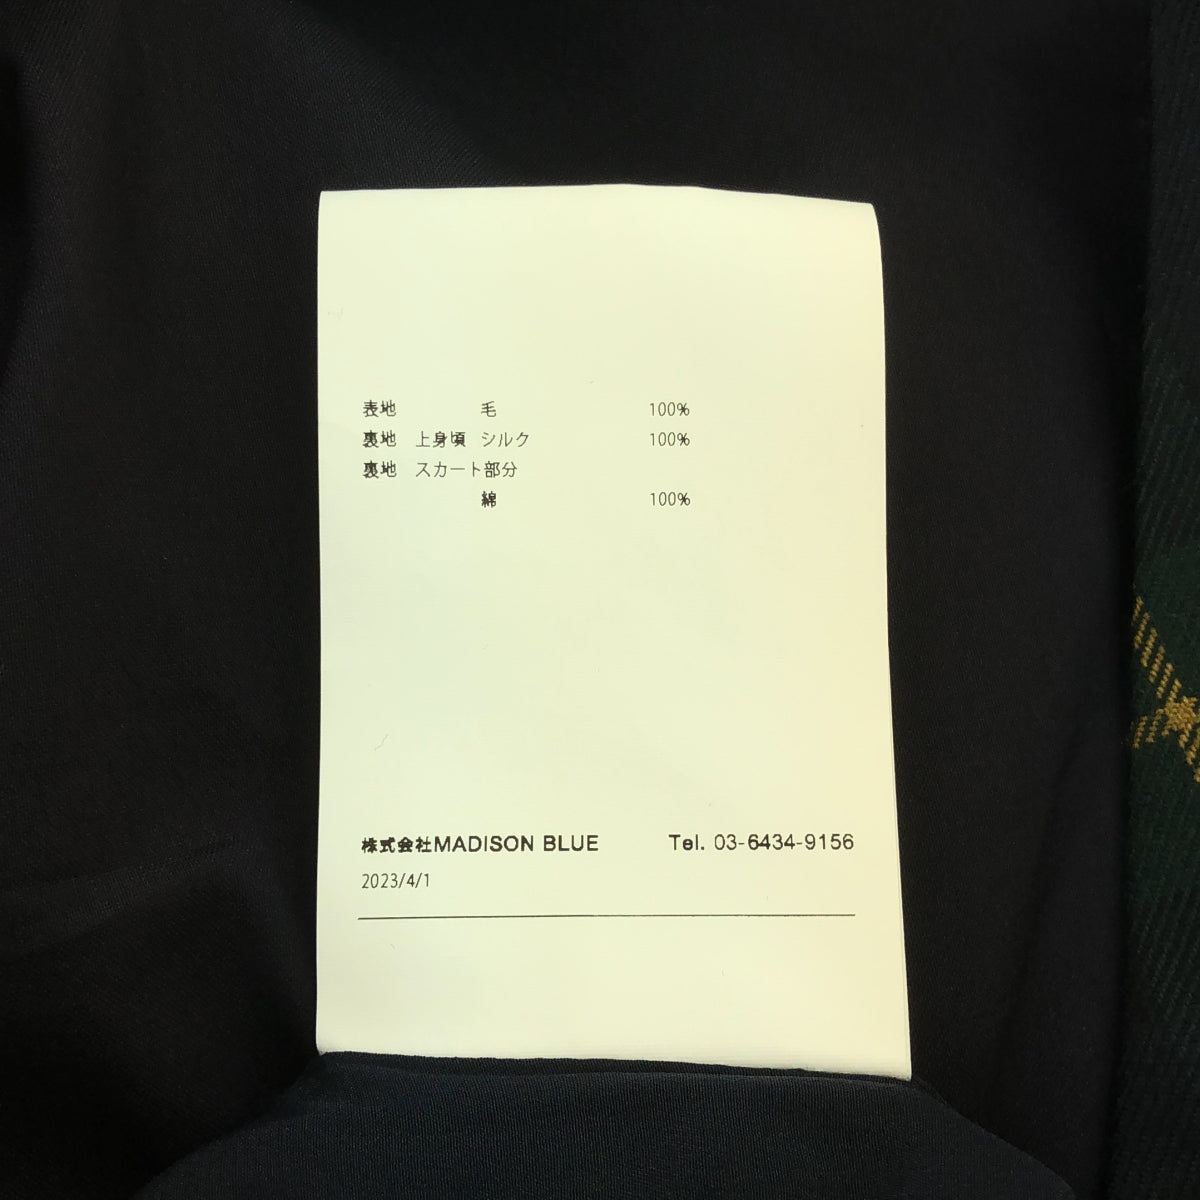 表地 毛 100%
裏地 上身頃 シルク 100%
裏地 スカート部分
綿 100%
株式会社MADISON BLUE Tel. 03-6434-9156
2023/4/1